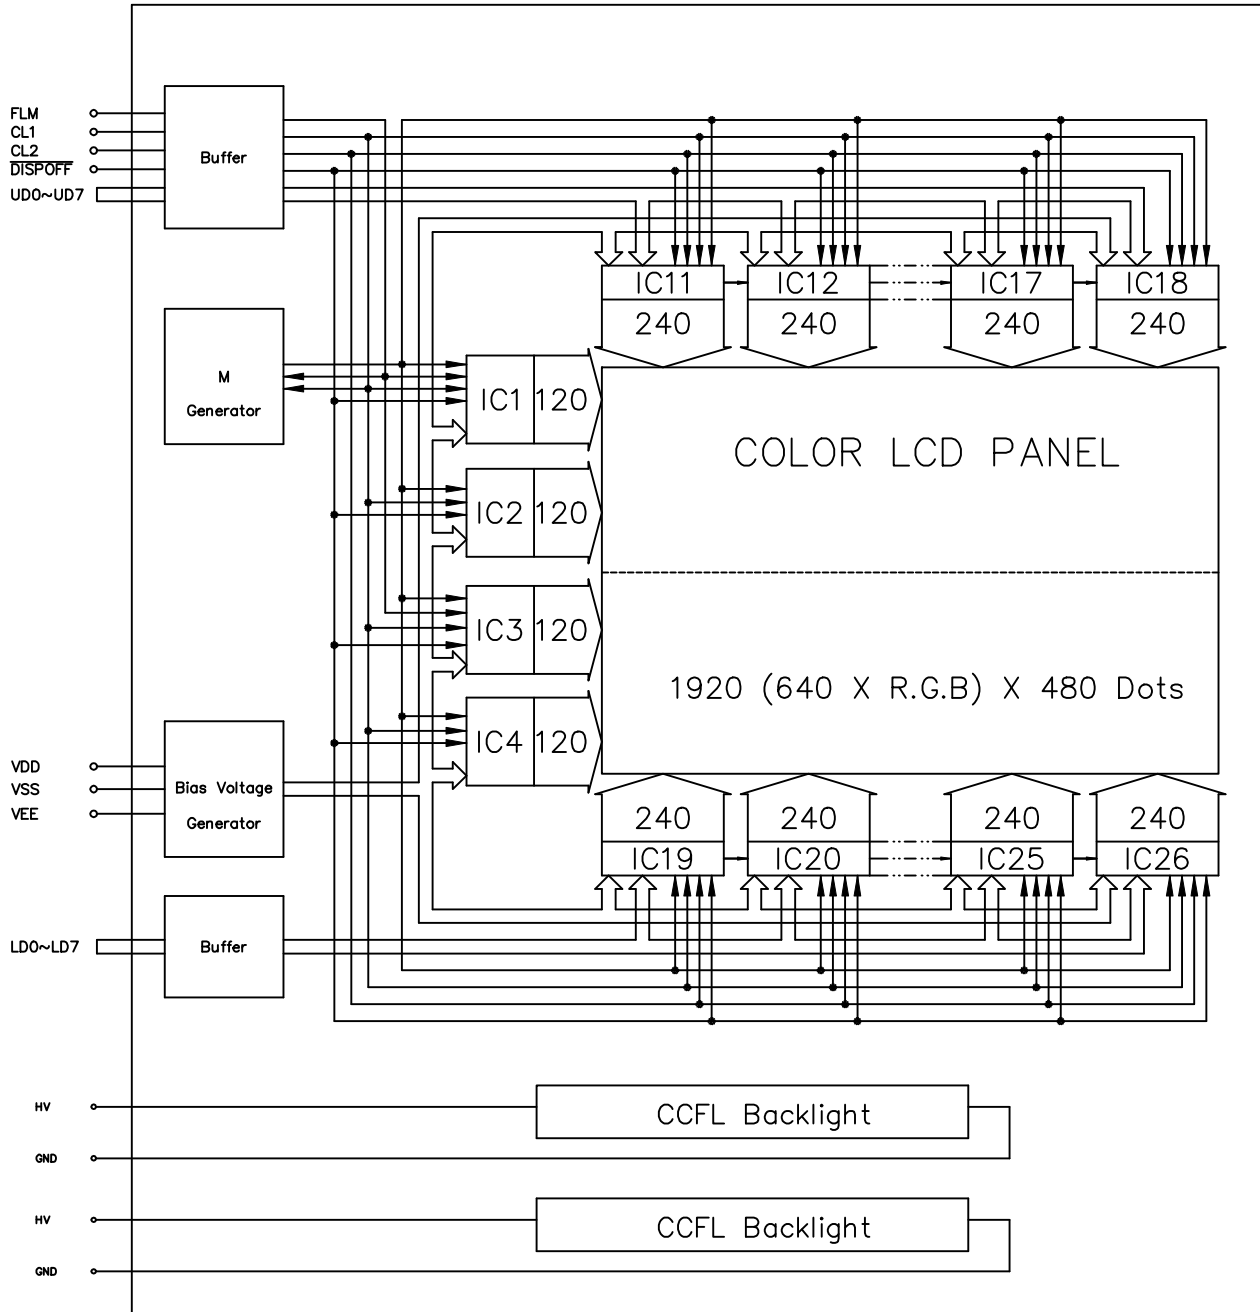 FLM
CL1
CL2
DISPOFF
UD0~UD7
Buffer
IC11
IC12
IC17
IC18
240
240
240
240
M
Generator
IC1
120
COLOR LCD PANEL
IC2
120
IC3
120
1920 (640 X R.G.B) X 480 Dots
IC4
120
VDD
VSS
VEE
Bias Voltage
Generator
240
240
240
240
IC19
IC20
IC25
IC26
LD0~LD7
Buffer
HV
CCFL Backlight
GND
HV
CCFL Backlight
GND